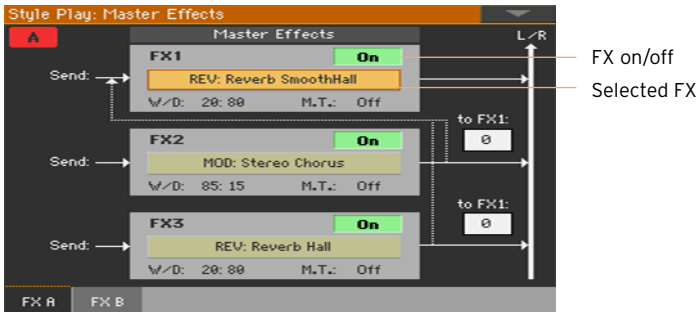 Style Play: Master Effects
A
Master Effects
L/R
FX1
On
FX on/off
Send:
REV: Reverb SmoothHall
Selected FX
W/D: 20:80
M.T.: Off
to FX1:
0
FX2
On
Send:
MOD: Stereo Chorus
W/D: 85:15
M.T.: Off
to FX1:
0
FX3
On
Send:
REV: Reverb Hall
W/D: 20:80
M.T.: Off
FX A
FX B